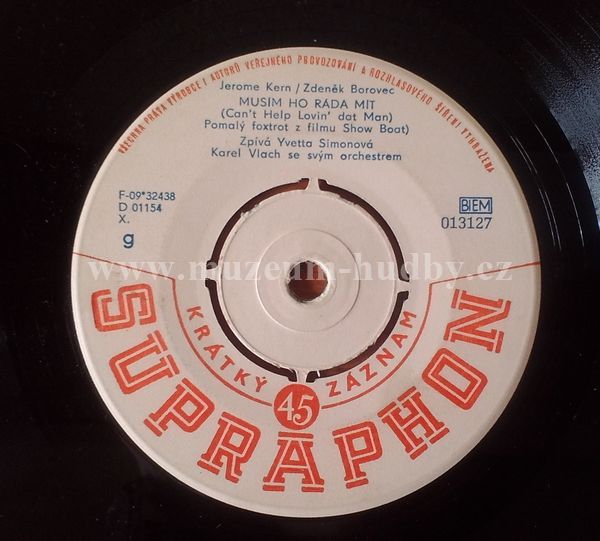 VŠECHNA PRÁVA VÝROBCE I AUTORŮ VEŘEJNÉHO PROVOZOVÁNÍ A ROZHLASOVÉHO ŠÍŘENÍ VYHRAŽENA
Jerome Kern / Zdeněk Borovec
MUSÍM HO RÁDA MÍT
(Can't Help Lovin' dat Man)
Pomalý foxtrot z filmu Show Boat)
Zpívá Yvetta Simonová
Karel Vlach se svým orchestrem
F-09*32438
D 01154
X.
g
BIEM
013127
www.muzeum-hudby.cz
KRÁTKÝ 45 ZÁZNAM
SUPRAPHON